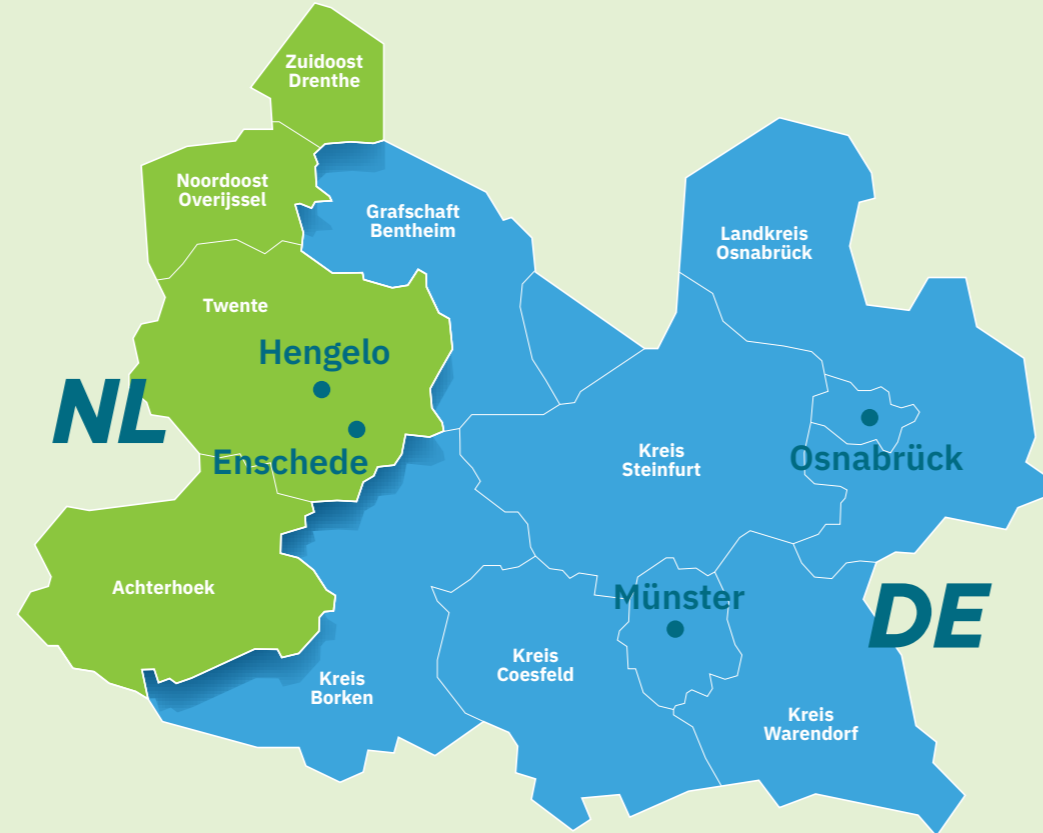 Zuidoost
Drenthe
Noordoost
Overijssel
Grafschaft
Bentheim
Landkreis
Osnabrück
Twente
Hengelo
NL
Enschede
Kreis
Steinfurt
Osnabrück
Achterhoek
Münster
DE
Kreis
Borken
Kreis
Coesfeld
Kreis
Warendorf